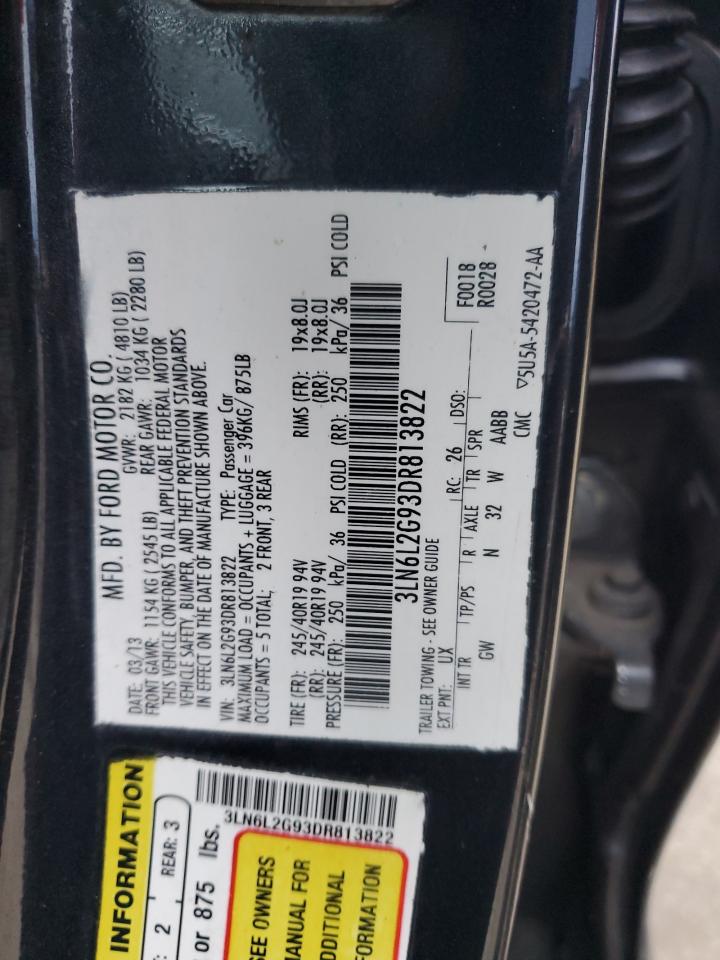 MFD. BY FORD MOTOR CO.
DATE: 03/13 GVWR: 2182 KG ( 4810 LB)
FRONT GAWR: 1154 KG ( 2545 LB) REAR GAWR: 1034 KG ( 2280 LB)
THIS VEHICLE CONFORMS TO ALL APPLICABLE FEDERAL MOTOR
VEHICLE SAFETY, BUMPER, AND THEFT PREVENTION STANDARDS
IN EFFECT ON THE DATE OF MANUFACTURE SHOWN ABOVE.
VIN: 3LN6L2G93DR813822 TYPE: Passenger Car
MAXIMUM LOAD = OCCUPANTS + LUGGAGE = 396KG/ 875LB
OCCUPANTS = 5 TOTAL; 2 FRONT, 3 REAR
TIRE (FR): 245/40R19 94V RIMS (FR): 19x8.0J
(RR): 245/40R19 94V (RR): 19x8.0J
PRESSURE (FR): 250 kPa/ 36 PSI COLD (RR): 250 kPa/ 36 PSI COLD
3LN6L2G93DR813822
TRAILER TOWING - SEE OWNER GUIDE
EXT PNT: UX RC: 26 DSO: F0018
INT TR TP/PS R AXLE TR SPR R0028
GW N 32 W AABB
CMC ▽5U5A-5420472-AA
INFORMATION
: 2 REAR: 3
or 875 lbs.
3LN6L2G93DR813822
SEE OWNERS
MANUAL FOR
ADDITIONAL
INFORMATION